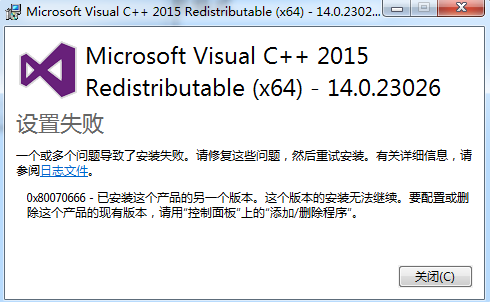 Microsoft Visual C++ 2015 Redistributable (x64) - 14.0.2302...
Microsoft Visual C++ 2015
Redistributable (x64) - 14.0.23026
设置失败
一个或多个问题导致了安装失败。请修复这些问题，然后重试安装。有关详细信息，请
参阅日志文件。
0x80070666 - 已安装这个产品的另一个版本。这个版本的安装无法继续。要配置或删
除这个产品的现有版本，请用“控制面板”上的“添加/删除程序”。
关闭(C)